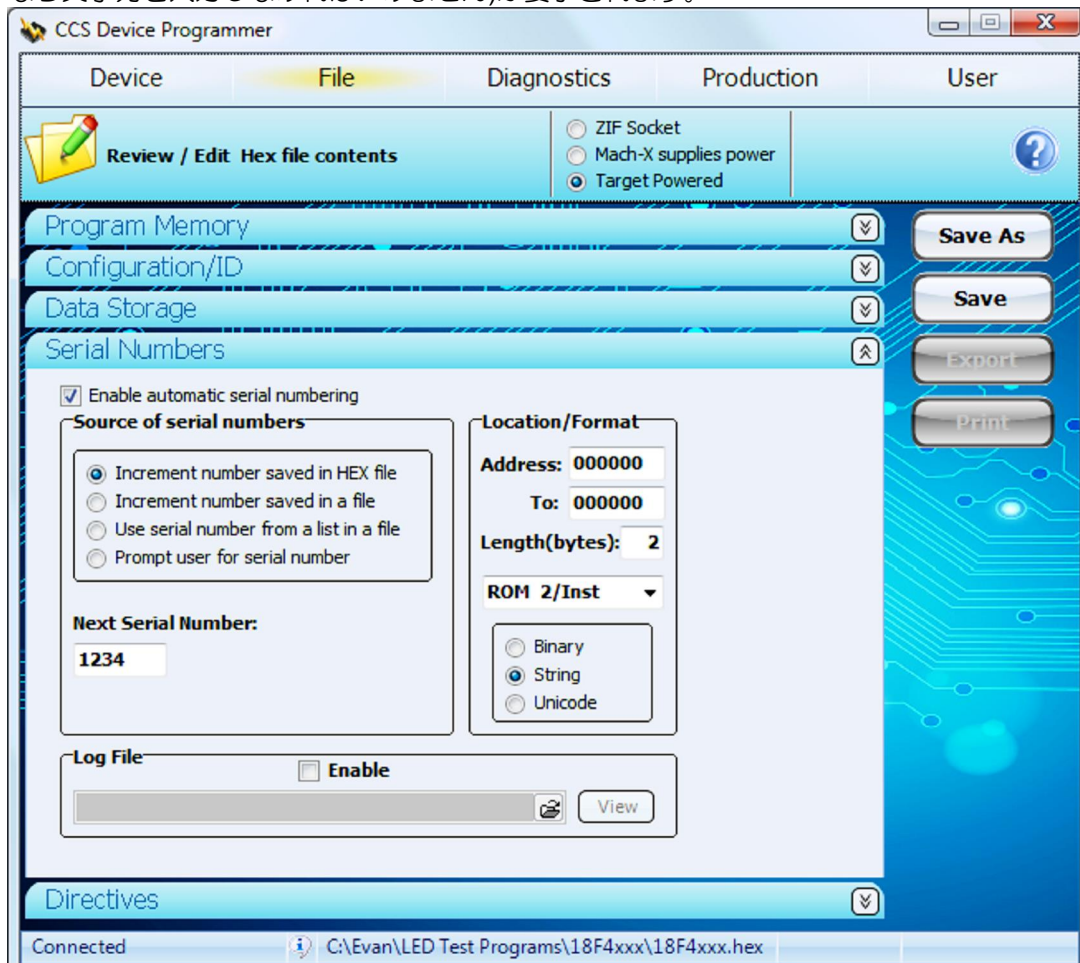 CCS Device Programmer
Device File Diagnostics Production User
Review / Edit Hex file contents
ZIF Socket
Mach-X supplies power
Target Powered
Program Memory
Configuration/ID
Data Storage
Serial Numbers
Save As
Save
Export
Print
Enable automatic serial numbering
Source of serial numbers
Increment number saved in HEX file
Increment number saved in a file
Use serial number from a list in a file
Prompt user for serial number
Next Serial Number:
1234
Location/Format
Address: 000000
To: 000000
Length(bytes): 2
ROM 2/Inst
Binary
String
Unicode
Log File
Enable
View
Directives
Connected
C:\Evan\LED Test Programs\18F4xxx\18F4xxx.hex